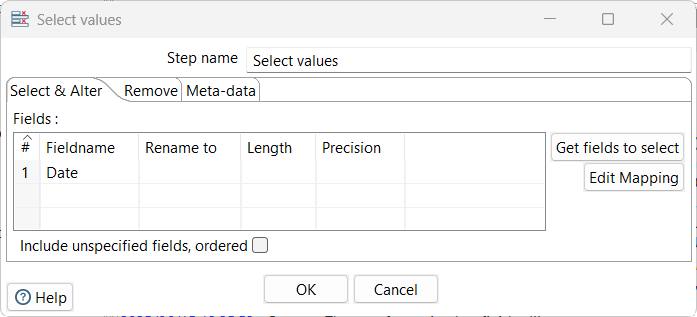 Select values
Step name Select values
Select & Alter Remove Meta-data
Fields :
# Fieldname Rename to Length Precision
1 Date
Get fields to select
Edit Mapping
Include unspecified fields, ordered
OK Cancel
Help